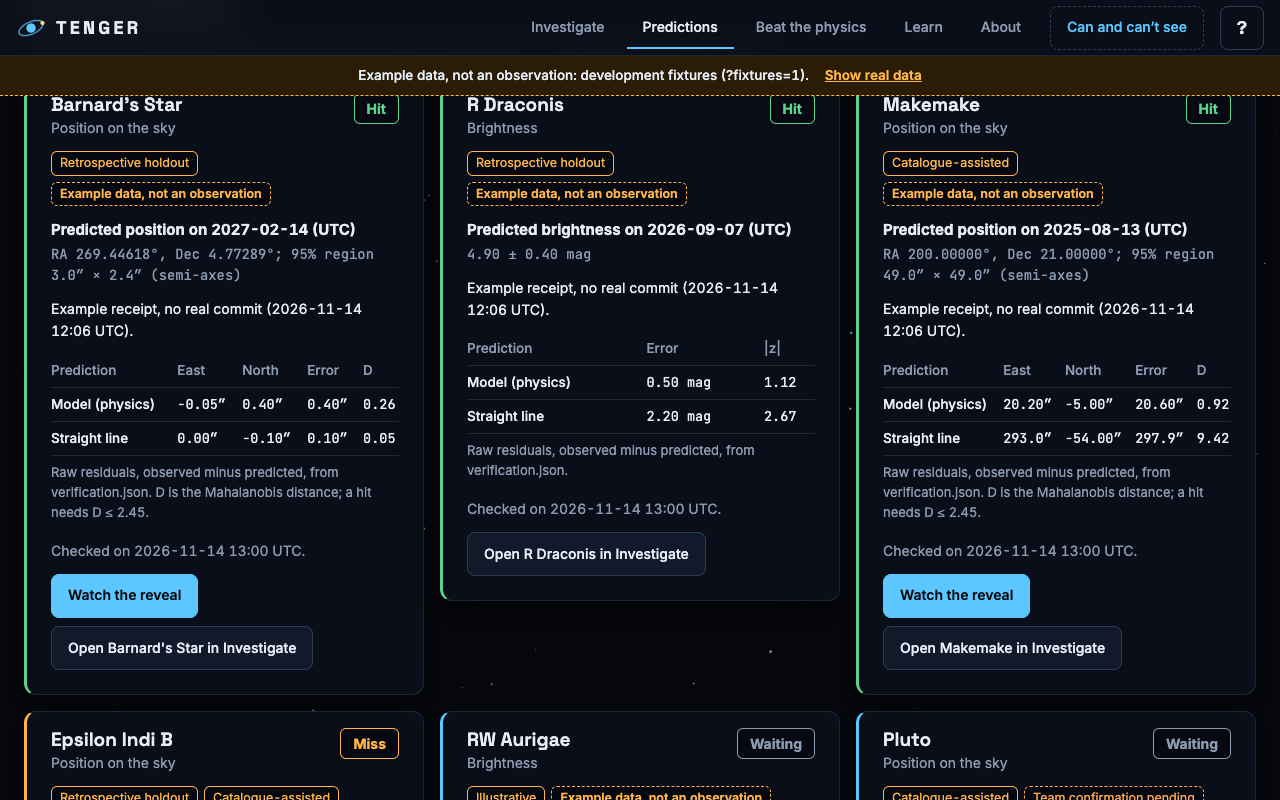 TENGER
Investigate
Predictions
Beat the physics
Learn
About
Can and can't see
?
Example data, not an observation: development fixtures (?fixtures=1). Show real data
Barnard's Star
Hit
Position on the sky
Retrospective holdout
Example data, not an observation
Predicted position on 2027-02-14 (UTC)
RA 269.44618°, Dec 4.77289°; 95% region
3.0″ × 2.4″ (semi-axes)
Example receipt, no real commit (2026-11-14
12:06 UTC).
Prediction East North Error D
Model (physics) -0.05″ 0.40″ 0.40″ 0.26
Straight line 0.00″ -0.10″ 0.10″ 0.05
Raw residuals, observed minus predicted, from
verification.json. D is the Mahalanobis distance; a hit
needs D ≤ 2.45.
Checked on 2026-11-14 13:00 UTC.
Watch the reveal
Open Barnard's Star in Investigate
R Draconis
Hit
Brightness
Retrospective holdout
Example data, not an observation
Predicted brightness on 2026-09-07 (UTC)
4.90 ± 0.40 mag
Example receipt, no real commit (2026-11-14
12:06 UTC).
Prediction Error |z|
Model (physics) 0.50 mag 1.12
Straight line 2.20 mag 2.67
Raw residuals, observed minus predicted, from
verification.json.
Checked on 2026-11-14 13:00 UTC.
Open R Draconis in Investigate
Makemake
Hit
Position on the sky
Catalogue-assisted
Example data, not an observation
Predicted position on 2025-08-13 (UTC)
RA 200.00000°, Dec 21.00000°; 95% region
49.0″ × 49.0″ (semi-axes)
Example receipt, no real commit (2026-11-14
12:06 UTC).
Prediction East North Error D
Model (physics) 20.20″ -5.00″ 20.60″ 0.92
Straight line 293.0″ -54.00″ 297.9″ 9.42
Raw residuals, observed minus predicted, from
verification.json. D is the Mahalanobis distance; a hit
needs D ≤ 2.45.
Checked on 2026-11-14 13:00 UTC.
Watch the reveal
Open Makemake in Investigate
Epsilon Indi B
Miss
Position on the sky
Retrospective holdout Catalogue-assisted
RW Aurigae
Waiting
Brightness
Illustrative Example data, not an observation
Pluto
Waiting
Position on the sky
Catalogue-assisted Team confirmation pending